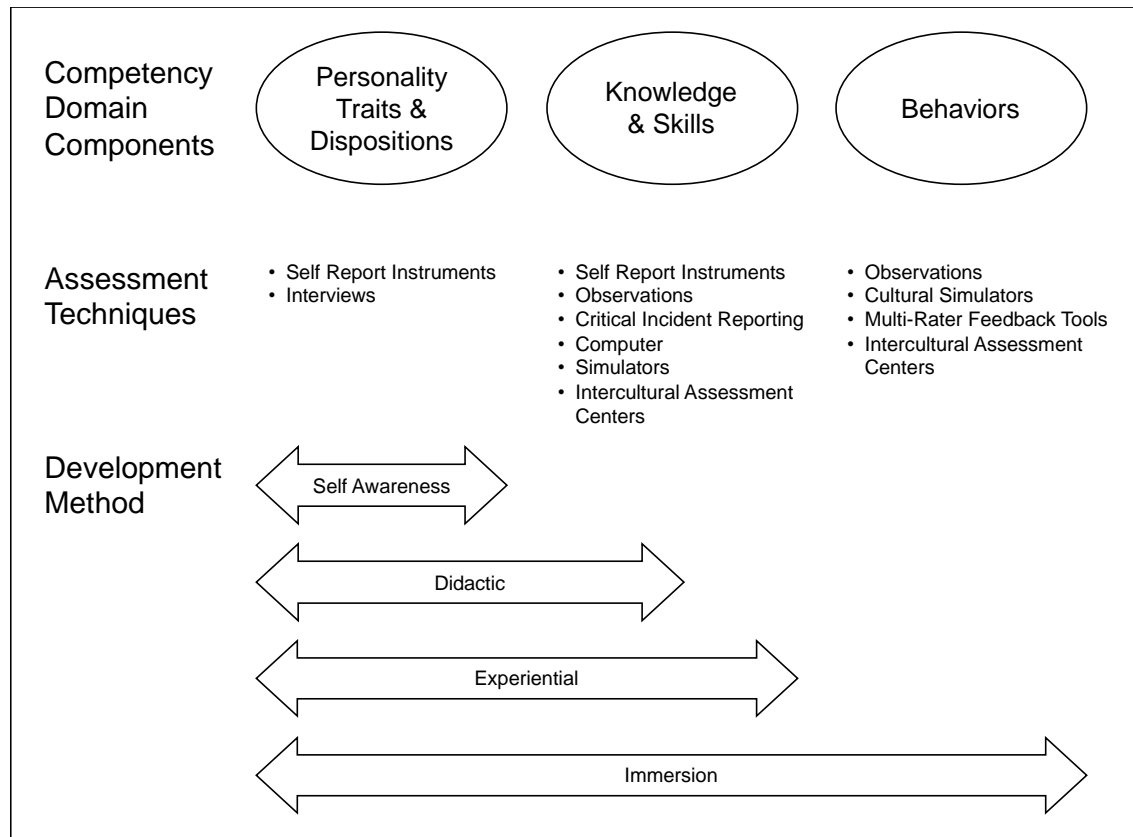 Competency
Domain
Components
Personality
Traits &
Dispositions
Knowledge
& Skills
Behaviors
Assessment
Techniques
• Self Report Instruments
• Interviews
• Self Report Instruments
• Observations
• Critical Incident Reporting
• Computer
• Simulators
• Intercultural Assessment
Centers
• Observations
• Cultural Simulators
• Multi-Rater Feedback Tools
• Intercultural Assessment
Centers
Development
Method
Self Awareness
Didactic
Experiential
Immersion